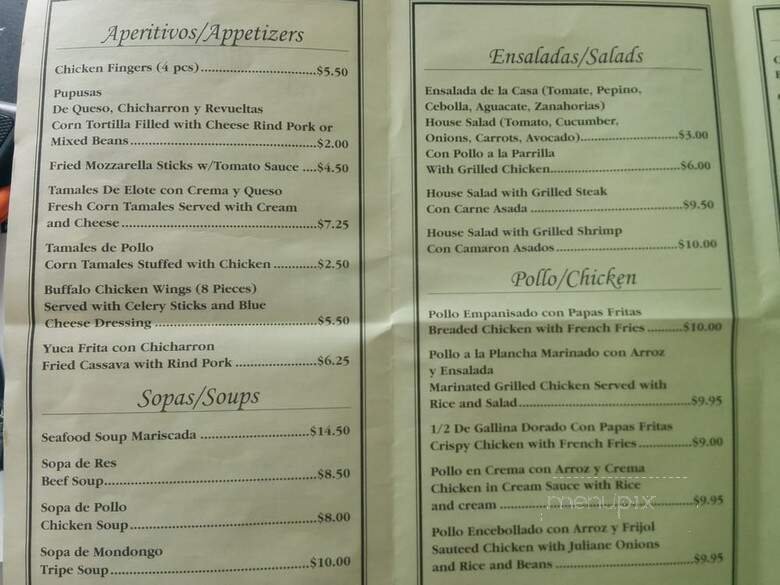 Aperitivos/Appetizers
Chicken Fingers (4 pcs)..............................$5.50
Pupusas
De Queso, Chicharron y Revueltas
Corn Tortilla Filled with Cheese Rind Pork or
Mixed Beans..............................................$2.00
Fried Mozzarella Sticks w/Tomato Sauce ....$4.50
Tamales De Elote con Crema y Queso
Fresh Corn Tamales Served with Cream
and Cheese................................................$7.25
Tamales de Pollo
Corn Tamales Stuffed with Chicken ...........$2.50
Buffalo Chicken Wings (8 Pieces)
Served with Celery Sticks and Blue
Cheese Dressing ........................................$5.50
Yuca Frita con Chicharron
Fried Cassava with Rind Pork ....................$6.25
Sopas/Soups
Seafood Soup Mariscada ............................$14.50
Sopa de Res
Beef Soup..................................................$8.50
Sopa de Pollo
Chicken Soup............................................$8.00
Sopa de Mondongo
Tripe Soup................................................$10.00
Ensaladas/Salads
Ensalada de la Casa (Tomate, Pepino,
Cebolla, Aguacate, Zanahorias)
House Salad (Tomato, Cucumber,
Onions, Carrots, Avocado)........................$3.00
Con Pollo a la Parrilla
With Grilled Chicken................................$6.00
House Salad with Grilled Steak
Con Carne Asada ......................................$9.50
House Salad with Grilled Shrimp
Con Camaron Asados................................$10.00
Pollo/Chicken
Pollo Empanisado con Papas Fritas
Breaded Chicken with French Fries ..........$10.00
Pollo a la Plancha Marinado con Arroz
y Ensalada
Marinated Grilled Chicken Served with
Rice and Salad..........................................$9.95
1/2 De Gallina Dorado Con Papas Fritas
Crispy Chicken with French Fries.............$9.00
Pollo en Crema con Arroz y Crema
Chicken in Cream Sauce with Rice
and cream ................................................$9.95
menupix
Pollo Encebollado con Arroz y Frijol
Sauteed Chicken with Juliane Onions
and Rice and Beans ..................................$9.95